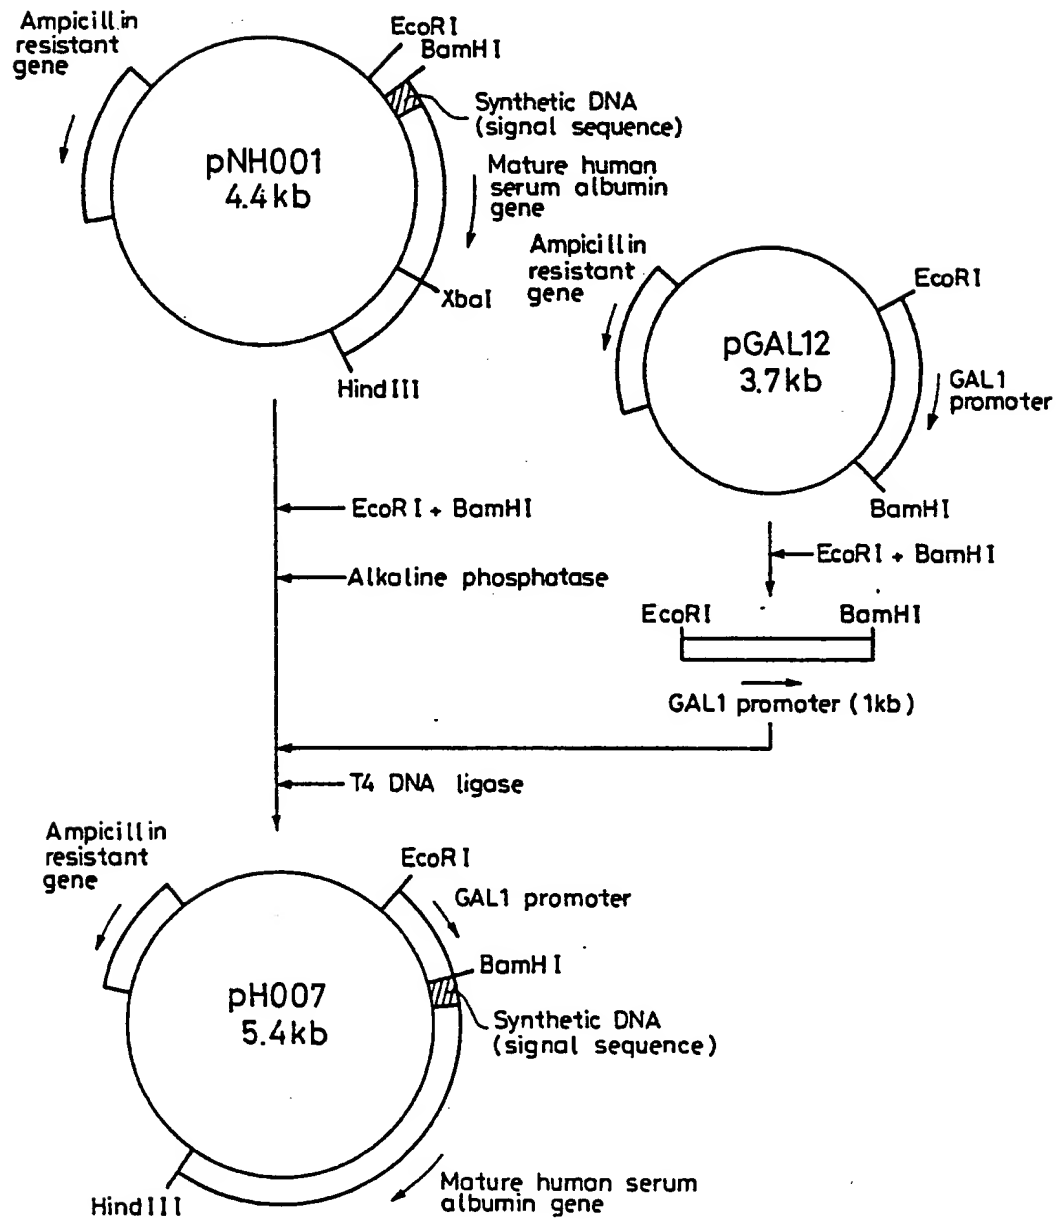 Ampicillin
resistant
gene
EcoRI
BamHI
Synthetic DNA
(signal sequence)
pNH001
4.4kb
Mature human
serum albumin
gene
XbaI
HindIII
Ampicillin
resistant
gene
EcoRI
pGAL12
3.7kb
GAL1
promoter
BamHI
EcoRI + BamHI
Alkaline phosphatase
EcoRI + BamHI
EcoRI
BamHI
GAL1 promoter (1kb)
T4 DNA ligase
Ampicillin
resistant
gene
EcoRI
GAL1 promoter
BamHI
pH007
5.4kb
Synthetic DNA
(signal sequence)
HindIII
Mature human serum
albumin gene